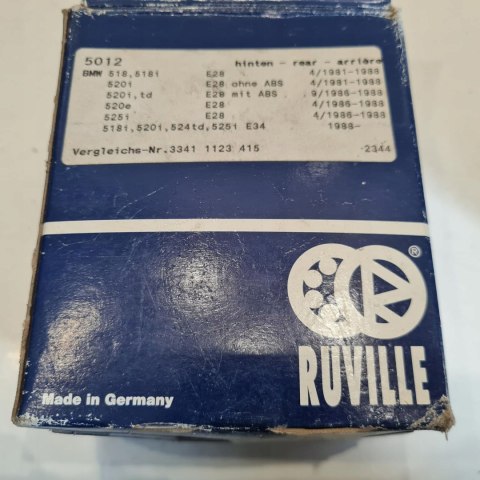 5012 hinten - rear - arrière
BMW 518,518i E28 4/1981-1988
520i E28 ohne ABS 4/1981-1988
520i,td E28 mit ABS 9/1986-1988
520e E28 4/1986-1988
525i E28 4/1986-1988
518i,520i,524td,525i E34 1988-
Vergleichs-Nr.3341 1123 415 2344
®
RUVILLE
Made in Germany